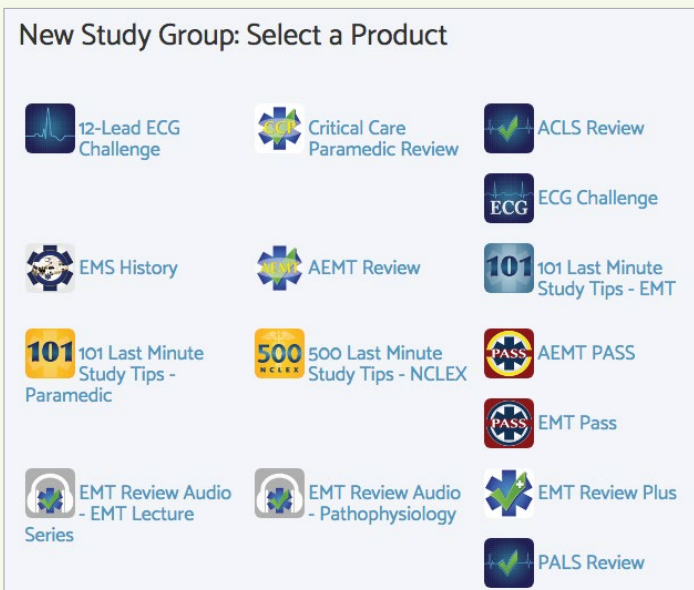 New Study Group: Select a Product
12-Lead ECG
Challenge
CCP
Critical Care
Paramedic Review
ACLS Review
ECG
ECG Challenge
EMS History
AEMT
AEMT Review
101
101 Last Minute
Study Tips - EMT
101
101 Last Minute
Study Tips -
Paramedic
500
NCLEX
500 Last Minute
Study Tips - NCLEX
PASS
AEMT PASS
PASS
EMT Pass
EMT Review Audio
- EMT Lecture
Series
EMT Review Audio
- Pathophysiology
EMT Review Plus
PALS Review